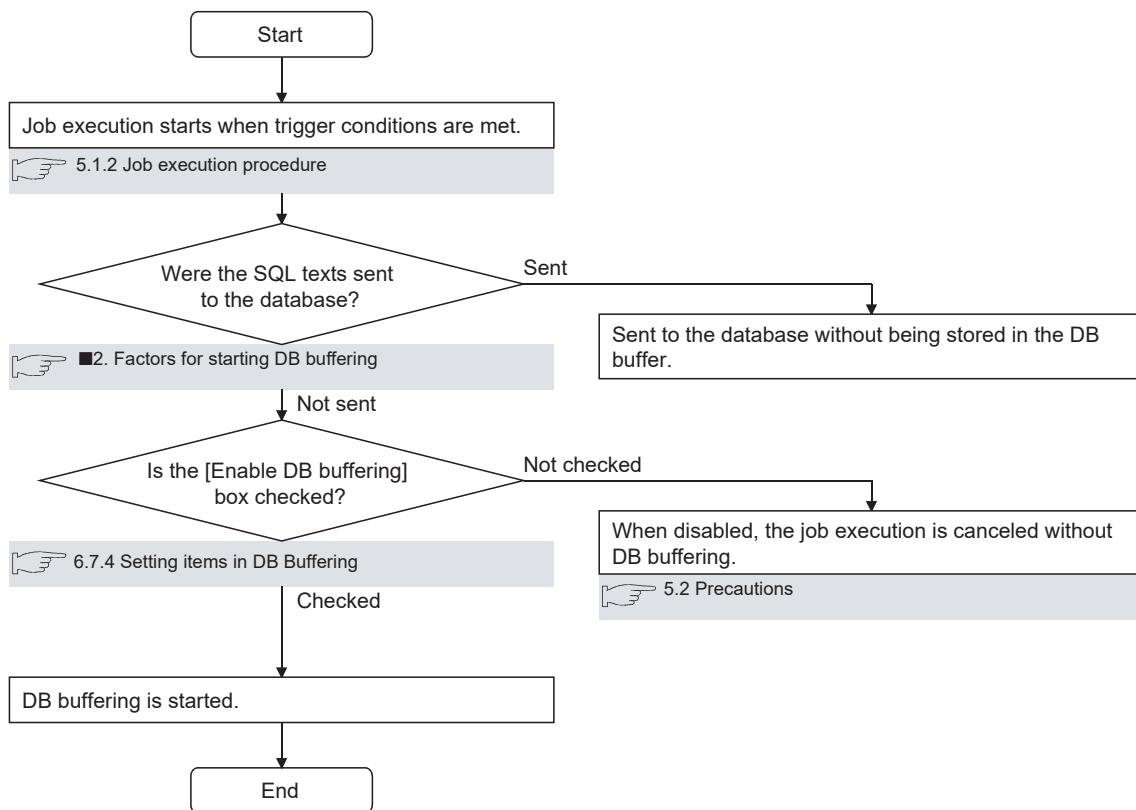 Start
Job execution starts when trigger conditions are met.
5.1.2 Job execution procedure
Were the SQL texts sent
to the database?
Sent
Sent to the database without being stored in the DB
buffer.
■2. Factors for starting DB buffering
Not sent
Is the [Enable DB buffering]
box checked?
Not checked
When disabled, the job execution is canceled without
DB buffering.
5.2 Precautions
6.7.4 Setting items in DB Buffering
Checked
DB buffering is started.
End